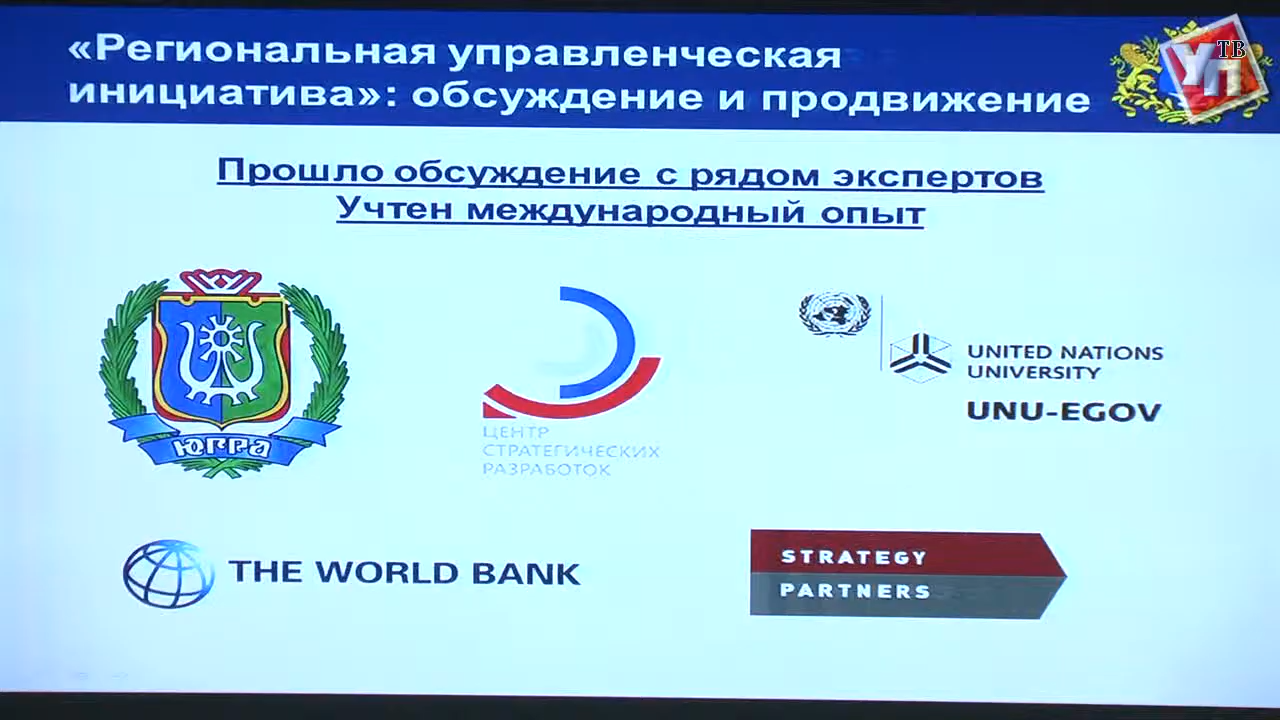 «Региональная управленческая
инициатива»: обсуждение и продвижение
УП
ТВ
Прошло обсуждение с рядом экспертов
Учтен международный опыт
ЮГРА
ЦЕНТР
СТРАТЕГИЧЕСКИХ
РАЗРАБОТОК
UNITED NATIONS
UNIVERSITY
UNU-EGOV
THE WORLD BANK
STRATEGY
PARTNERS